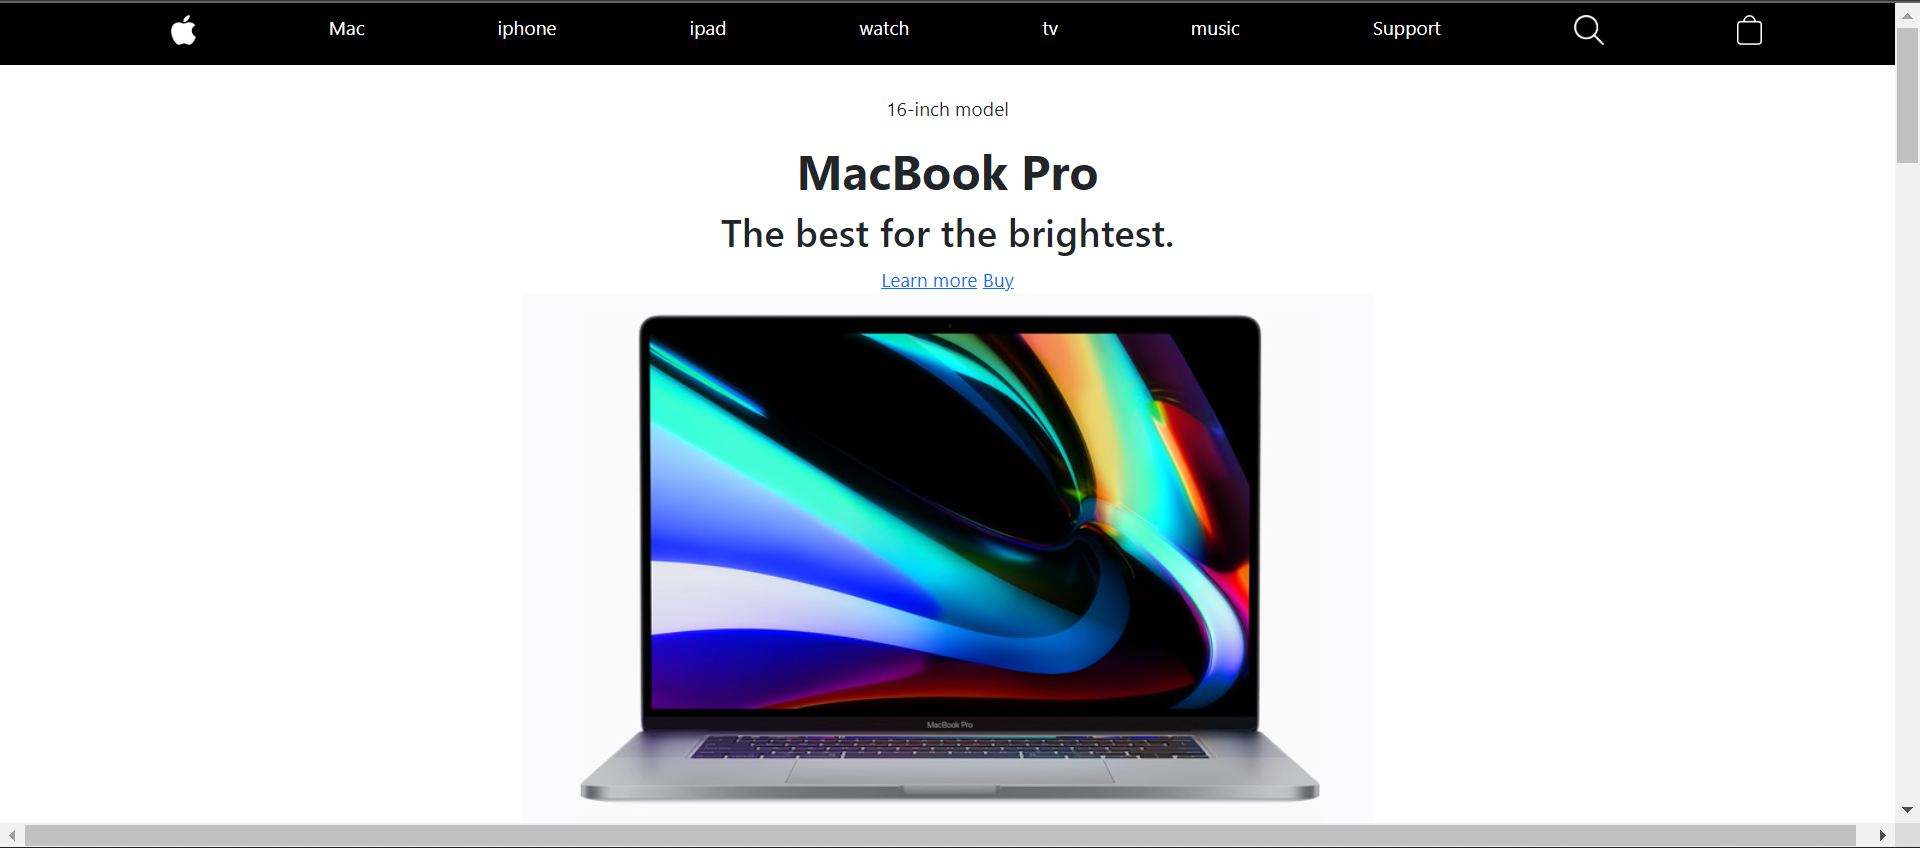 Mac iphone ipad watch tv music Support
16-inch model
MacBook Pro
The best for the brightest.
Learn more Buy
MacBook Pro